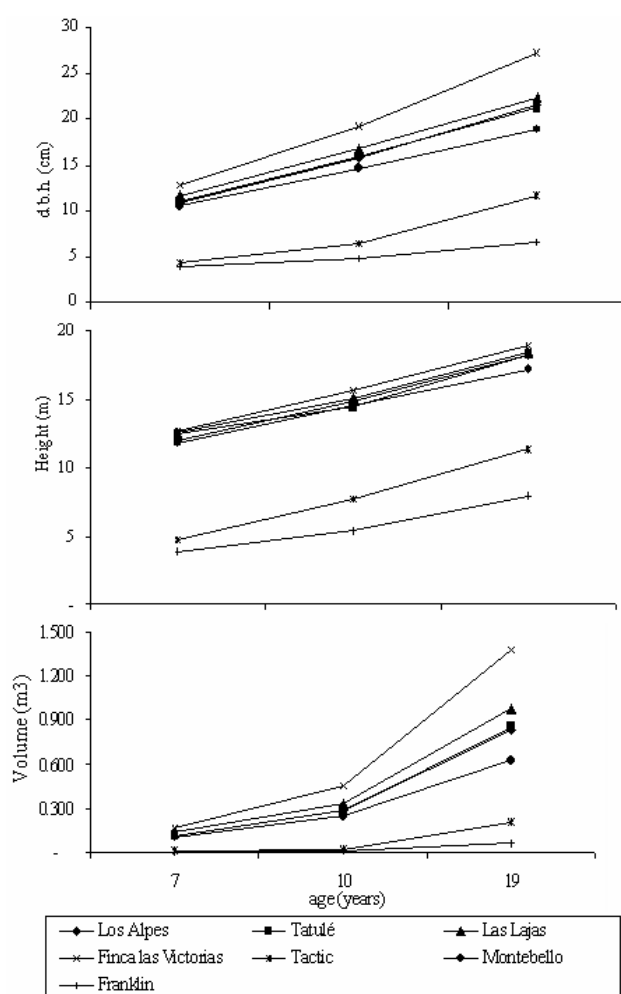 30
25
20
15
10
5
0
d.b.h. (cm)
20
15
10
5
-
Height (m)
1.500
1.200
0.900
0.600
0.300
-
Volume (m3)
7 10 19
age (years)
Los Alpes Tatulé Las Lajas
Finca las Victorias Tactic Montebello
Franklin